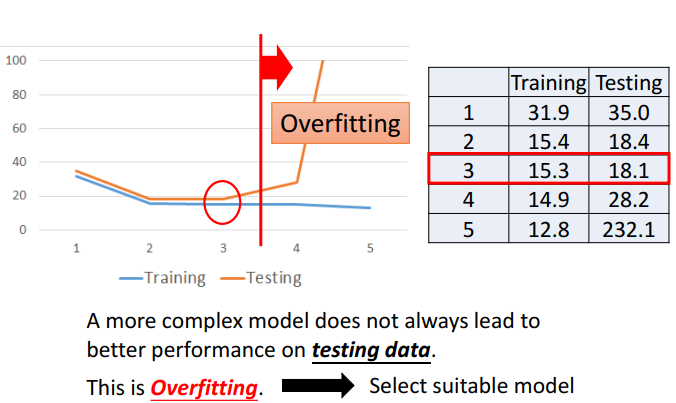 100
80
60
40
20
0
1 2 3 4 5
Training Testing
Overfitting
Training Testing
1 31.9 35.0
2 15.4 18.4
3 15.3 18.1
4 14.9 28.2
5 12.8 232.1
A more complex model does not always lead to
better performance on testing data.
This is Overfitting. Select suitable model